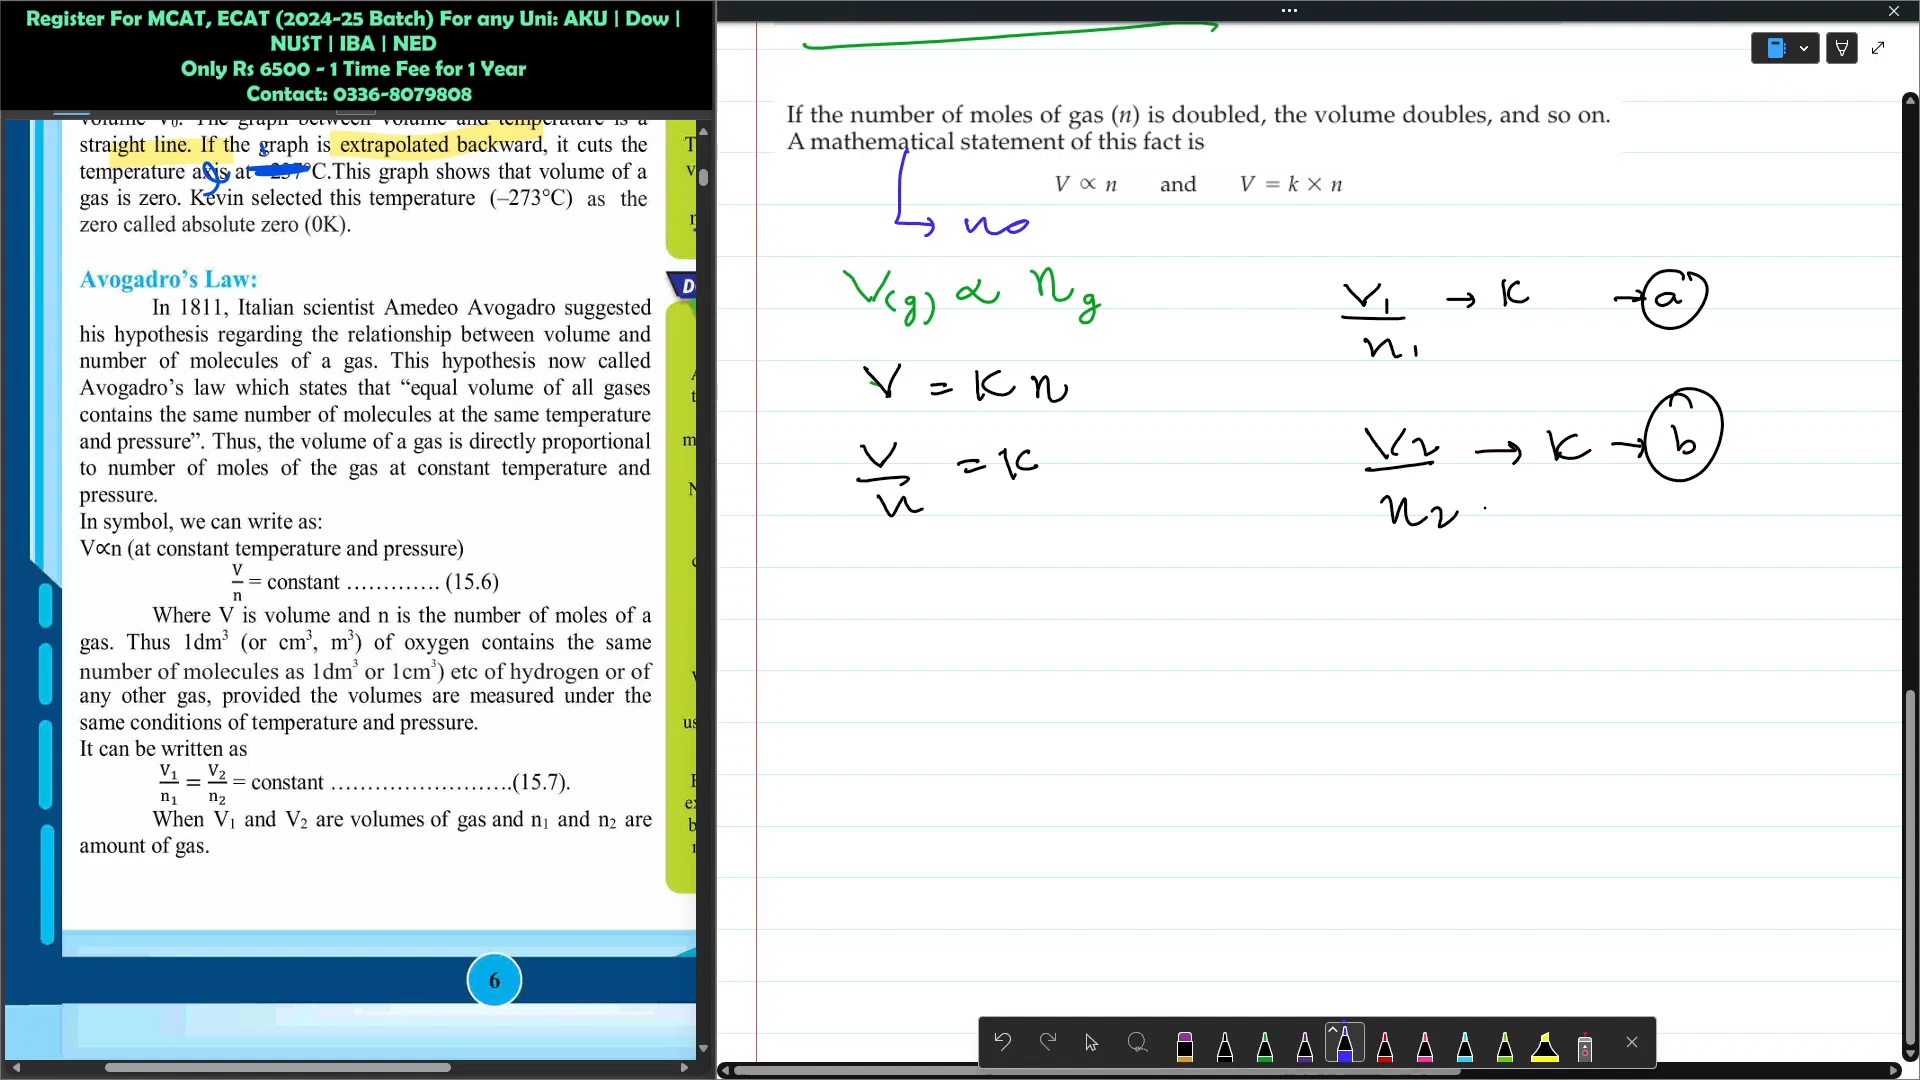 Register For MCAT, ECAT (2024-25 Batch) For any Uni: AKU | Dow |
NUST | IBA | NED
Only Rs 6500 - 1 Time Fee for 1 Year
Contact: 0336-8079808
volume V₀. The graph between volume and temperature is a
straight line. If the graph is extrapolated backward, it cuts the
temperature axis at °C.This graph shows that volume of a
gas is zero. Kevin selected this temperature (–273°C) as the
zero called absolute zero (0K).
Avogadro's Law:
In 1811, Italian scientist Amedeo Avogadro suggested
his hypothesis regarding the relationship between volume and
number of molecules of a gas. This hypothesis now called
Avogadro's law which states that “equal volume of all gases
contains the same number of molecules at the same temperature
and pressure”. Thus, the volume of a gas is directly proportional
to number of moles of the gas at constant temperature and
pressure.
In symbol, we can write as:
V∝n (at constant temperature and pressure)
V/n = constant …………. (15.6)
Where V is volume and n is the number of moles of a
gas. Thus 1dm³ (or cm³, m³) of oxygen contains the same
number of molecules as 1dm³ or 1cm³) etc of hydrogen or of
any other gas, provided the volumes are measured under the
same conditions of temperature and pressure.
It can be written as
V₁/n₁ = V₂/n₂ = constant …………………….(15.7).
When V₁ and V₂ are volumes of gas and n₁ and n₂ are
amount of gas.
6
If the number of moles of gas (n) is doubled, the volume doubles, and so on.
A mathematical statement of this fact is
V ∝ n and V = k × n
→ no
V(g) ∝ ng
V = K n
V/n = K
V₁/n₁ → K → a
V₂/n₂ → K → b